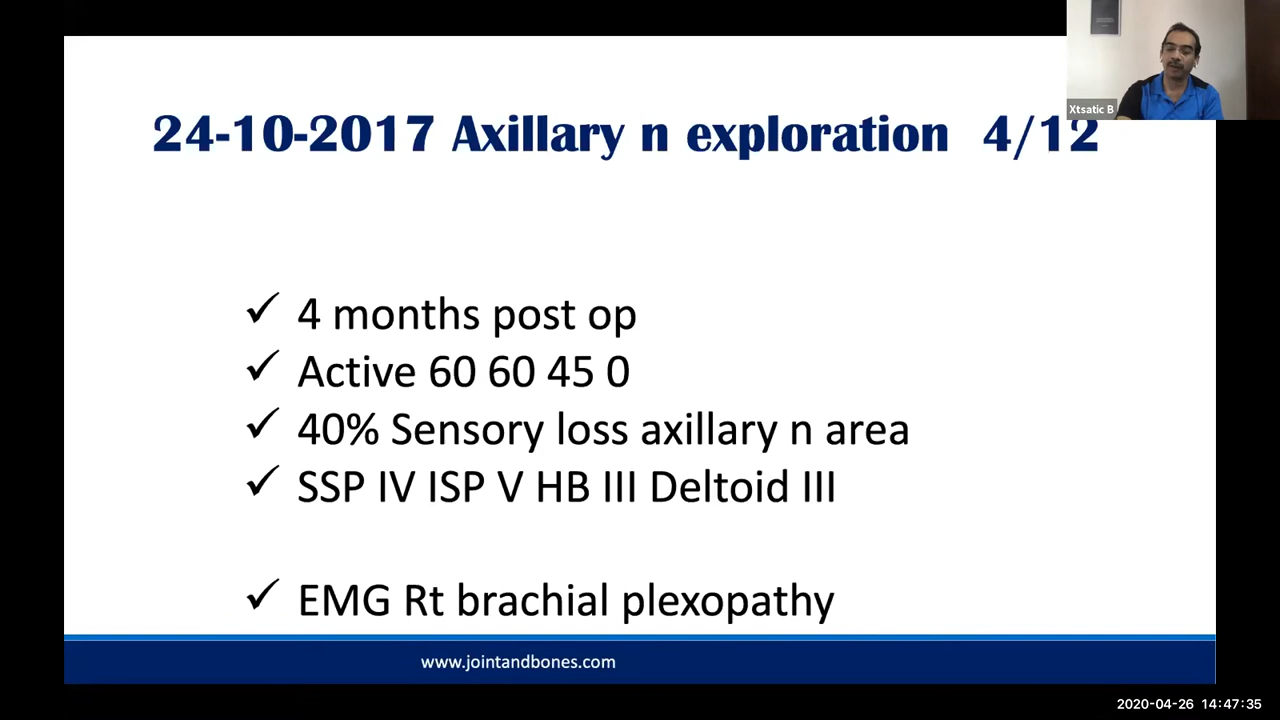 Xtsatic B
24-10-2017 Axillary n exploration 4/12
✓ 4 months post op
✓ Active 60 60 45 0
✓ 40% Sensory loss axillary n area
✓ SSP IV ISP V HB III Deltoid III
✓ EMG Rt brachial plexopathy
www.jointandbones.com
2020-04-26 14:47:35